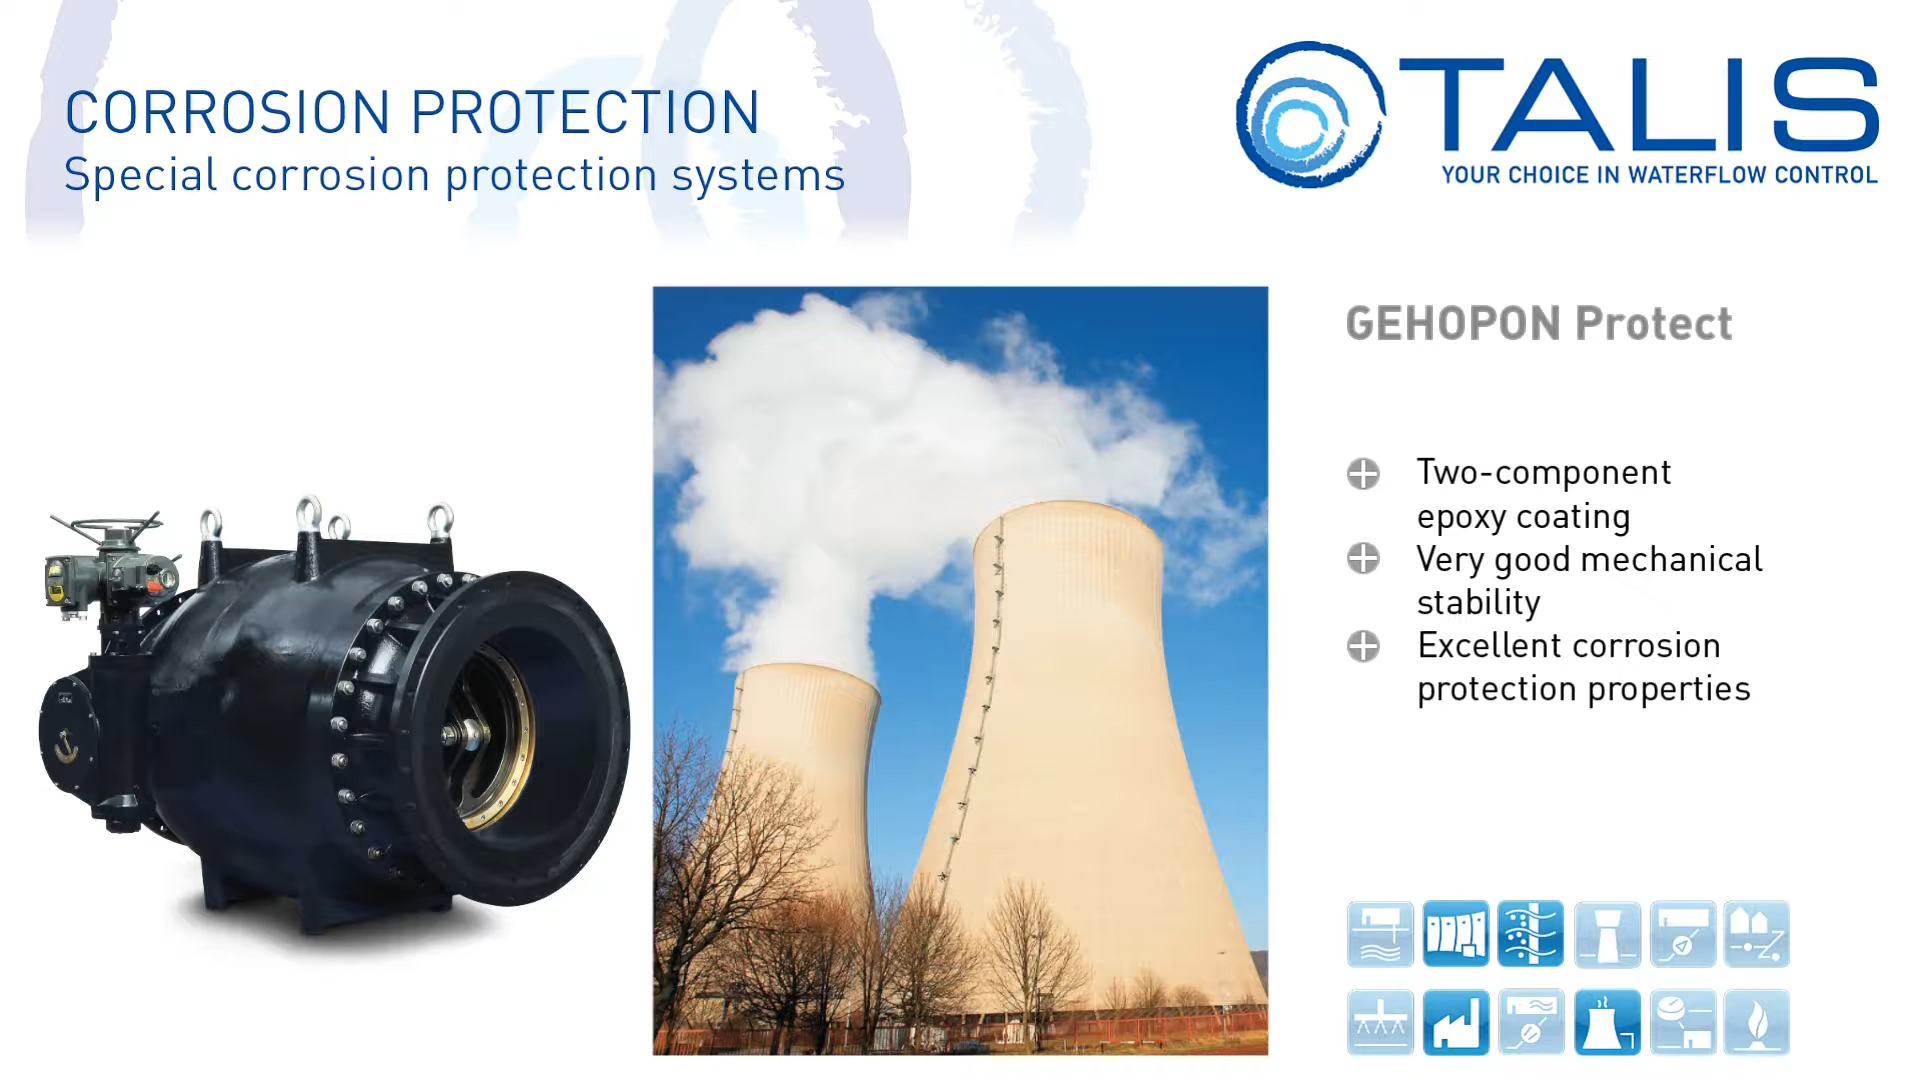 CORROSION PROTECTION
Special corrosion protection systems
TALIS
YOUR CHOICE IN WATERFLOW CONTROL
GEHOPON Protect
Two-component
epoxy coating
Very good mechanical
stability
Excellent corrosion
protection properties